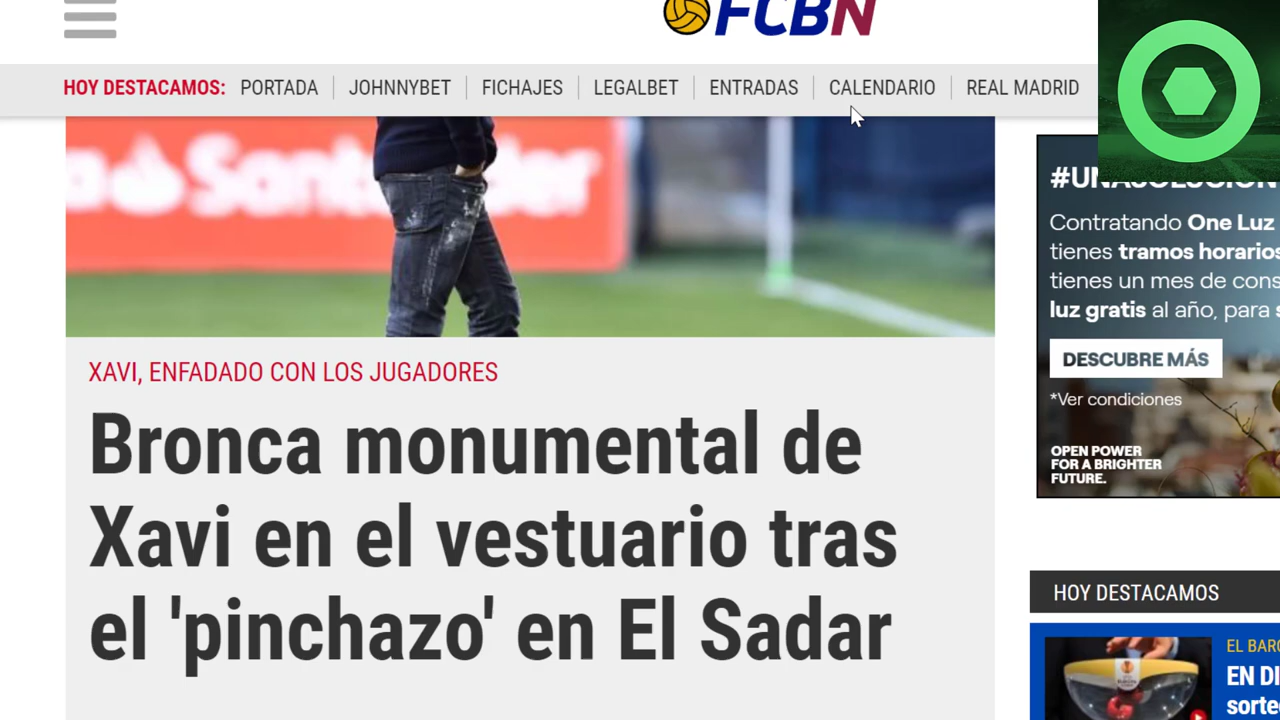 FCBN
HOY DESTACAMOS: PORTADA JOHNNYBET FICHAJES LEGALBET ENTRADAS CALENDARIO REAL MADRID
Santander
XAVI, ENFADADO CON LOS JUGADORES
Bronca monumental de
Xavi en el vestuario tras
el 'pinchazo' en El Sadar
Contratando One Luz
tienes tramos horarios
tienes un mes de cons
luz gratis al año, para s
DESCUBRE MÁS
*Ver condiciones
OPEN POWER
FOR A BRIGHTER
FUTURE.
HOY DESTACAMOS
EL BARC
EN DI
sorte